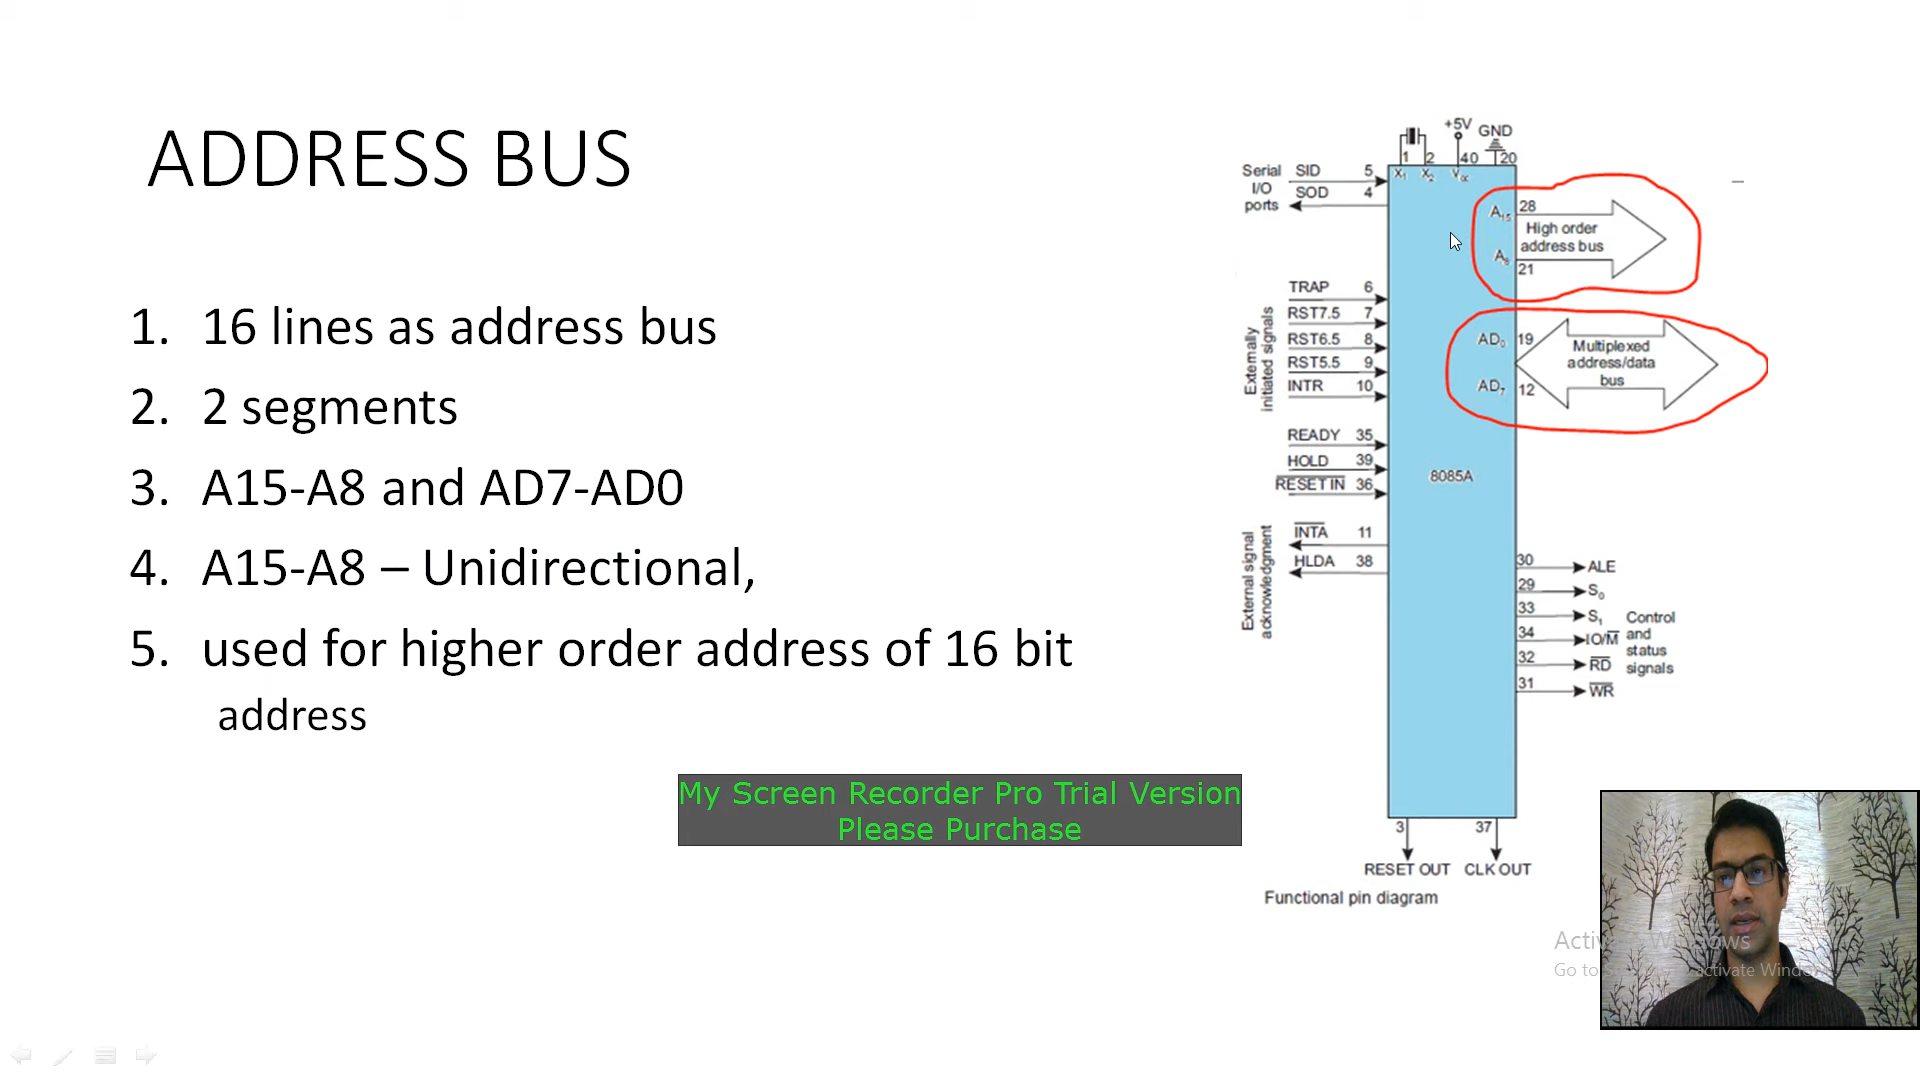 ADDRESS BUS
1. 16 lines as address bus
2. 2 segments
3. A15-A8 and AD7-AD0
4. A15-A8 – Unidirectional,
5. used for higher order address of 16 bit
address
My Screen Recorder Pro Trial Version
Please Purchase
+5V GND
1 2 40 20
X1 X2 Vcc
Serial
I/O
ports
SID 5
SOD 4
A15 28
High order
address bus
A8 21
Externally
initiated signals
TRAP 6
RST7.5 7
RST6.5 8
RST5.5 9
INTR 10
AD0 19
Multiplexed
address/data
bus
AD7 12
READY 35
HOLD 39
RESET IN 36
8085A
External signal
acknowledgment
INTA 11
HLDA 38
30 ALE
29 S0
33 S1
34 IO/M
32 RD
31 WR
Control
and
status
signals
3 37
RESET OUT CLK OUT
Functional pin diagram